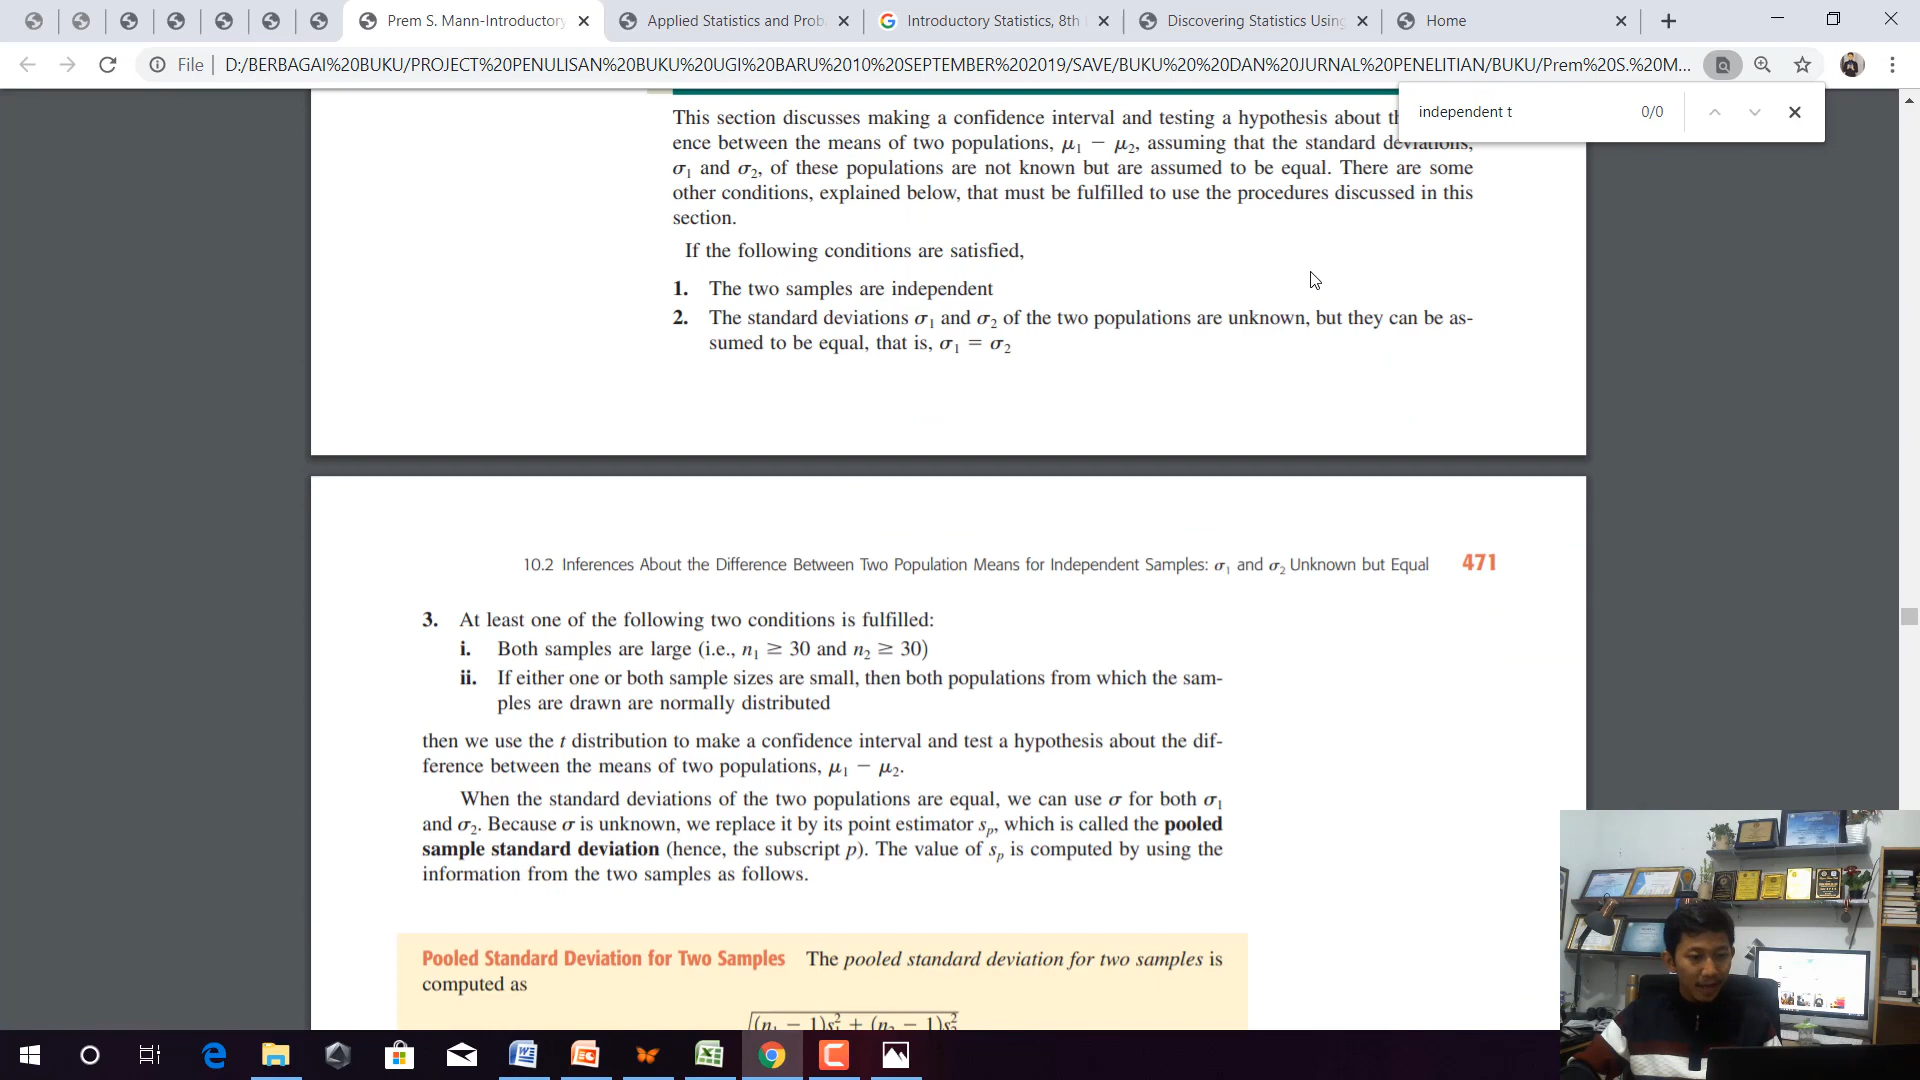 Prem S. Mann-Introductory
Applied Statistics and Prob
Introductory Statistics, 8th
Discovering Statistics Using
Home
File
D:/BERBAGAI%20BUKU/PROJECT%20PENULISAN%20BUKU%20UGI%20BARU%2010%20SEPTEMBER%202019/SAVE/BUKU%20%20DAN%20JURNAL%20PENELITIAN/BUKU/Prem%20S.%20M...
independent t
0/0
This section discusses making a confidence interval and testing a hypothesis about t
ence between the means of two populations, μ1 − μ2, assuming that the standard deviations,
σ1 and σ2, of these populations are not known but are assumed to be equal. There are some
other conditions, explained below, that must be fulfilled to use the procedures discussed in this
section.
If the following conditions are satisfied,
1. The two samples are independent
2. The standard deviations σ1 and σ2 of the two populations are unknown, but they can be as-
sumed to be equal, that is, σ1 = σ2
10.2 Inferences About the Difference Between Two Population Means for Independent Samples: σ1 and σ2 Unknown but Equal 471
3. At least one of the following two conditions is fulfilled:
i. Both samples are large (i.e., n1 ≥ 30 and n2 ≥ 30)
ii. If either one or both sample sizes are small, then both populations from which the sam-
ples are drawn are normally distributed
then we use the t distribution to make a confidence interval and test a hypothesis about the dif-
ference between the means of two populations, μ1 − μ2.
When the standard deviations of the two populations are equal, we can use σ for both σ1
and σ2. Because σ is unknown, we replace it by its point estimator sp, which is called the pooled
sample standard deviation (hence, the subscript p). The value of sp is computed by using the
information from the two samples as follows.
Pooled Standard Deviation for Two Samples The pooled standard deviation for two samples is
computed as
√(n1 − 1)s1² + (n2 − 1)s2²